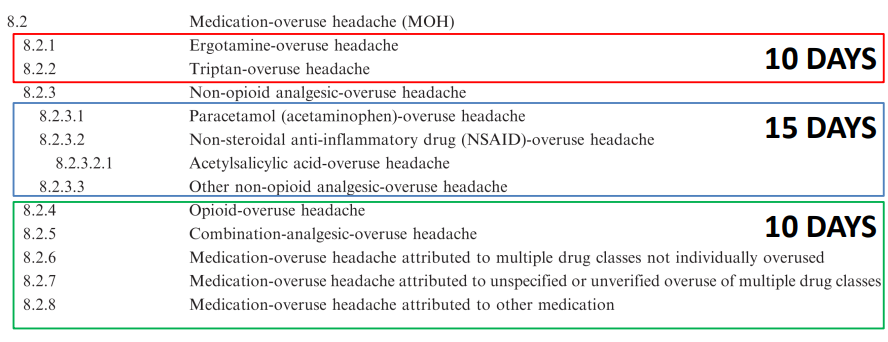 8.2 Medication-overuse headache (MOH)
8.2.1 Ergotamine-overuse headache
8.2.2 Triptan-overuse headache
10 DAYS
8.2.3 Non-opioid analgesic-overuse headache
8.2.3.1 Paracetamol (acetaminophen)-overuse headache
15 DAYS
8.2.3.2 Non-steroidal anti-inflammatory drug (NSAID)-overuse headache
8.2.3.2.1 Acetylsalicylic acid-overuse headache
8.2.3.3 Other non-opioid analgesic-overuse headache
8.2.4 Opioid-overuse headache
10 DAYS
8.2.5 Combination-analgesic-overuse headache
8.2.6 Medication-overuse headache attributed to multiple drug classes not individually overused
8.2.7 Medication-overuse headache attributed to unspecified or unverified overuse of multiple drug classes
8.2.8 Medication-overuse headache attributed to other medication